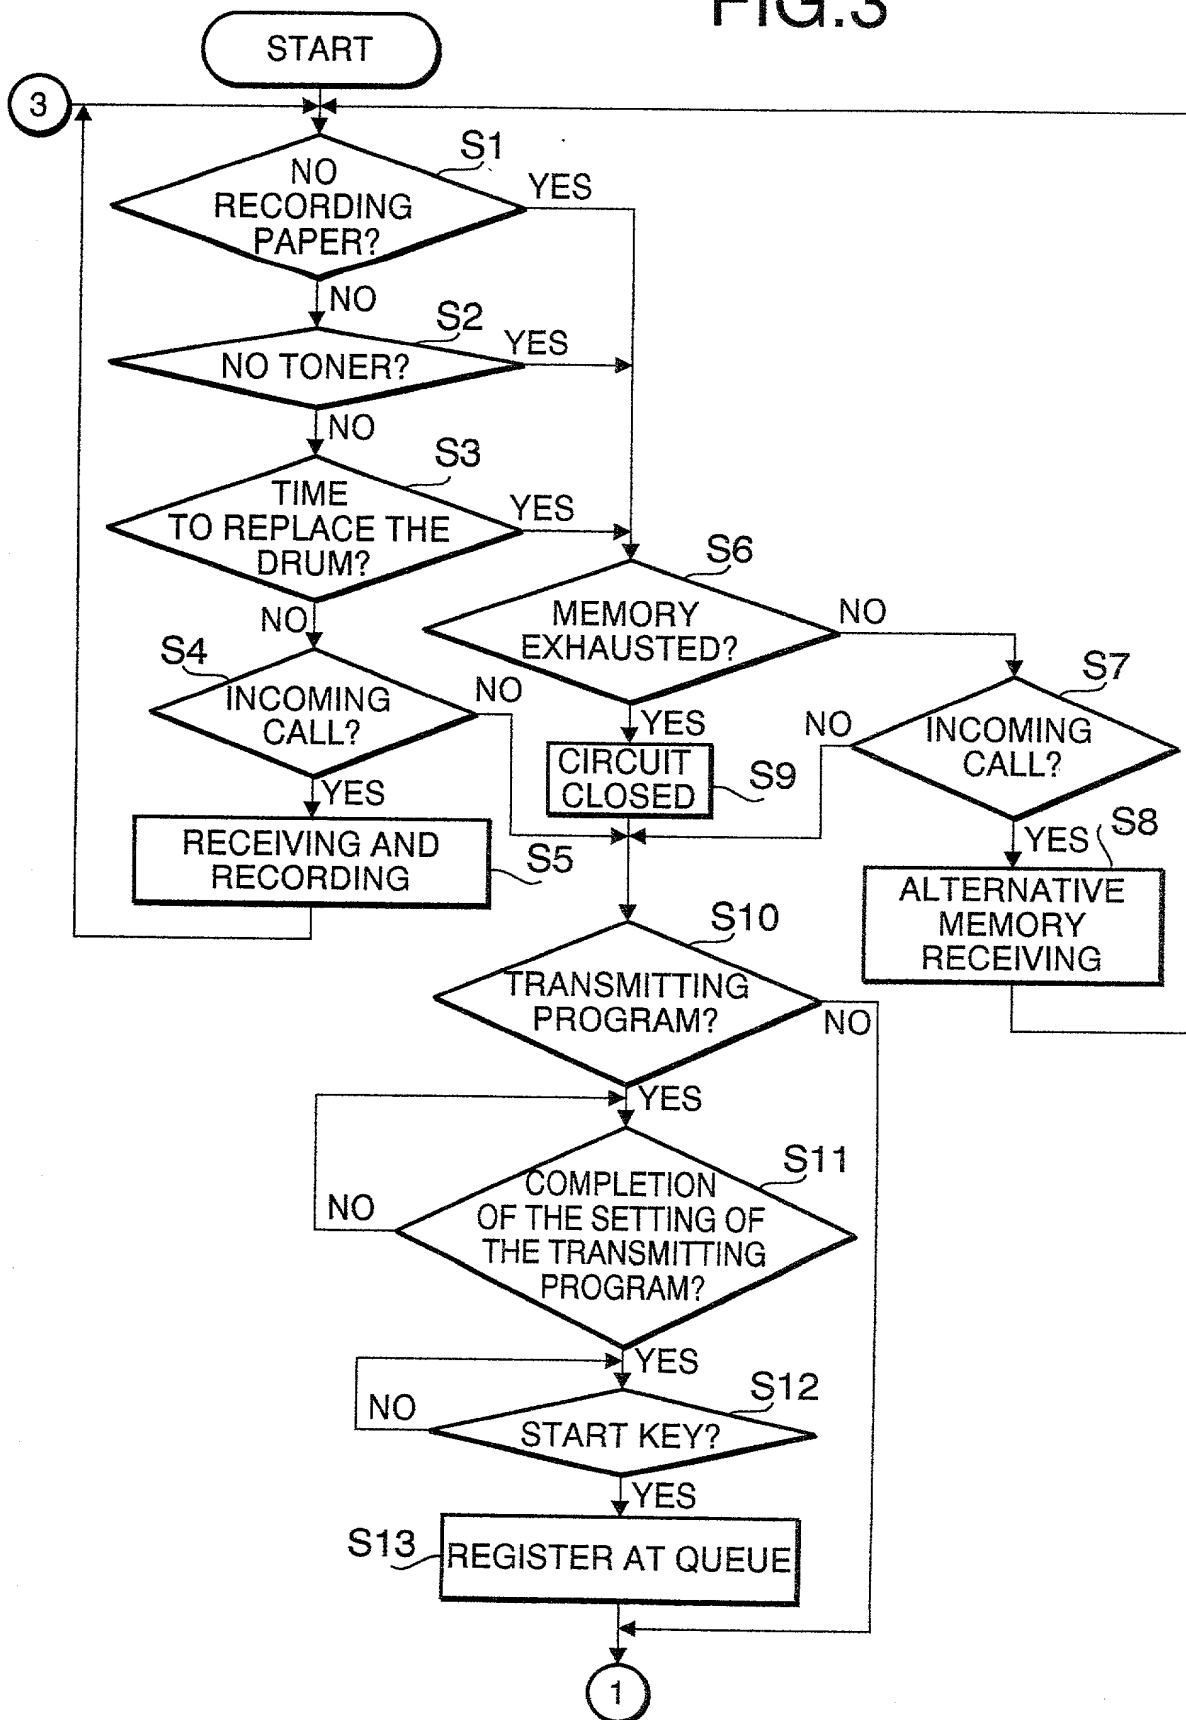 FIG.3
START
3
S1
NO
RECORDING
PAPER?
YES
NO
S2
NO TONER?
YES
NO
S3
TIME
TO REPLACE THE
DRUM?
YES
NO
S4
INCOMING
CALL?
NO
YES
RECEIVING AND
RECORDING
S5
S6
MEMORY
EXHAUSTED?
NO
YES
S7
INCOMING
CALL?
NO
YES
S8
ALTERNATIVE
MEMORY
RECEIVING
CIRCUIT
CLOSED
S9
S10
TRANSMITTING
PROGRAM?
NO
YES
S11
COMPLETION
OF THE SETTING OF
THE TRANSMITTING
PROGRAM?
NO
YES
S12
START KEY?
NO
YES
S13
REGISTER AT QUEUE
1